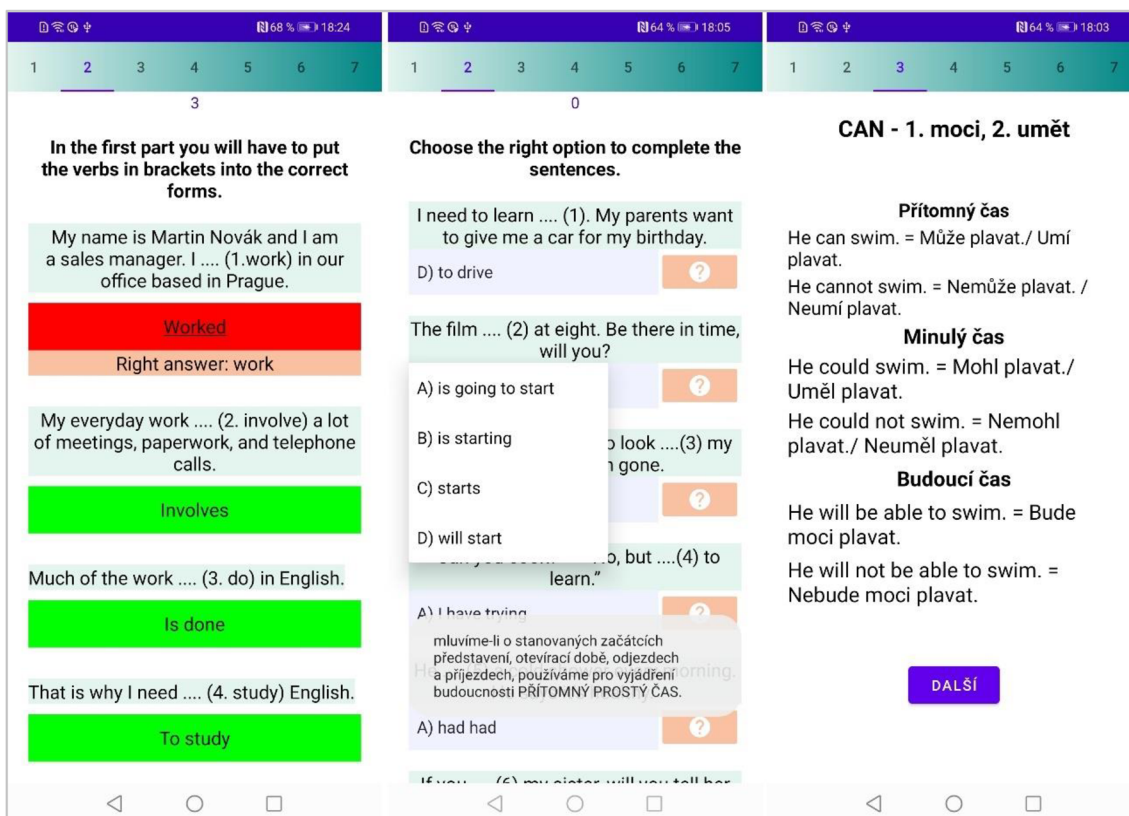 68 % 18:24
1 2 3 4 5 6 7
3
In the first part you will have to put
the verbs in brackets into the correct
forms.
My name is Martin Novák and I am
a sales manager. I .... (1.work) in our
office based in Prague.
Worked
Right answer: work
My everyday work .... (2. involve) a lot
of meetings, paperwork, and telephone
calls.
Involves
Much of the work .... (3. do) in English.
Is done
That is why I need .... (4. study) English.
To study
64 % 18:05
1 2 3 4 5 6 7
0
Choose the right option to complete the
sentences.
I need to learn .... (1). My parents want
to give me a car for my birthday.
D) to drive
?
The film .... (2) at eight. Be there in time,
will you?
A) is going to start
?
B) is starting
look ....(3) my
gone.
C) starts
?
D) will start
but ....(4) to
learn."
A) I have trying
?
mluvíme-li o stanovaných začátcích
představení, otevírací době, odjezdech
a příjezdech, používáme pro vyjádření
budoucnosti PŘÍTOMNÝ PROSTÝ ČAS.
He morning.
A) had had
?
If you .... (6) my sister, will you tell her
64 % 18:03
1 2 3 4 5 6 7
CAN - 1. moci, 2. umět
Přítomný čas
He can swim. = Může plavat./ Umí
plavat.
He cannot swim. = Nemůže plavat. /
Neumí plavat.
Minulý čas
He could swim. = Mohl plavat./
Uměl plavat.
He could not swim. = Nemohl
plavat./ Neuměl plavat.
Budoucí čas
He will be able to swim. = Bude
moci plavat.
He will not be able to swim. =
Nebude moci plavat.
DALŠÍ